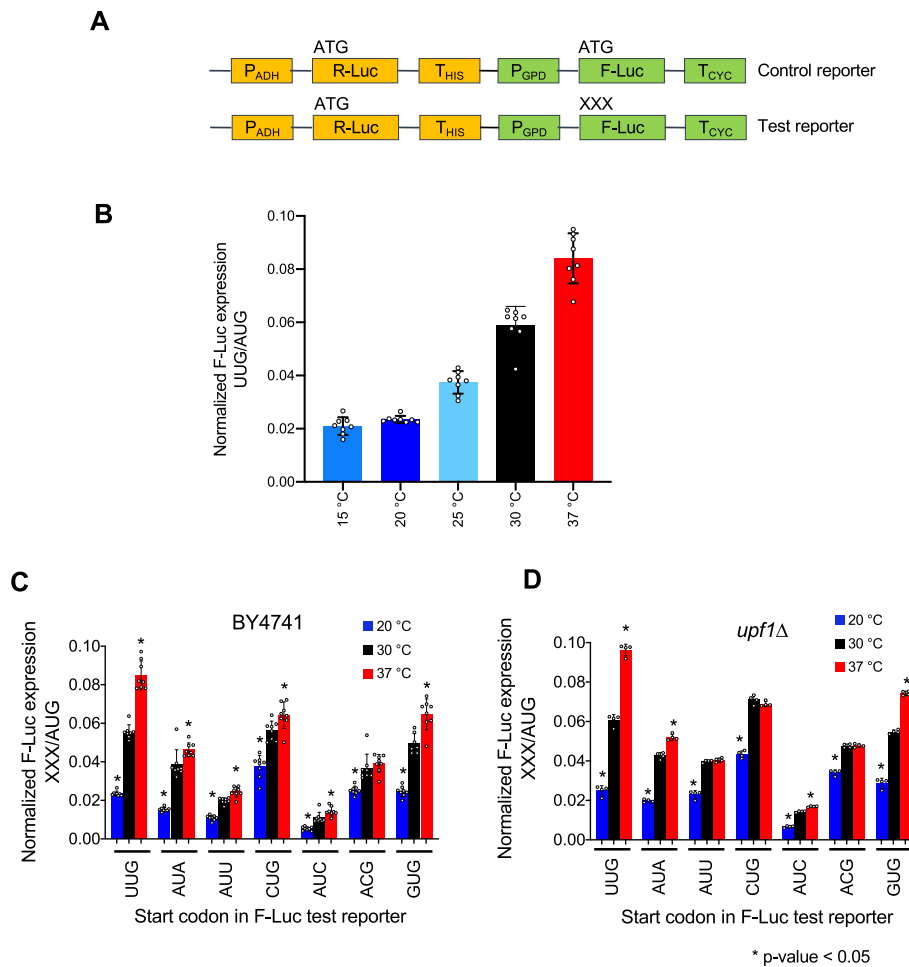 A
ATG ATG
P_ADH R-Luc T_HIS P_GPD F-Luc T_CYC Control reporter
ATG XXX
P_ADH R-Luc T_HIS P_GPD F-Luc T_CYC Test reporter
B
Normalized F-Luc expression
UUG/AUG
0.10
0.08
0.06
0.04
0.02
0.00
15 °C 20 °C 25 °C 30 °C 37 °C
C
BY4741
Normalized F-Luc expression
XXX/AUG
20 °C
30 °C
37 °C
0.10
0.08
0.06
0.04
0.02
0.00
* * * * * * * * * * * * *
UUG AUA AUU CUG AUC ACG GUG
Start codon in F-Luc test reporter
D
upf1Δ
Normalized F-Luc expression
XXX/AUG
20 °C
30 °C
37 °C
0.10
0.08
0.06
0.04
0.02
0.00
* * * * * * * * * * *
UUG AUA AUU CUG AUC ACG GUG
Start codon in F-Luc test reporter
* p-value < 0.05